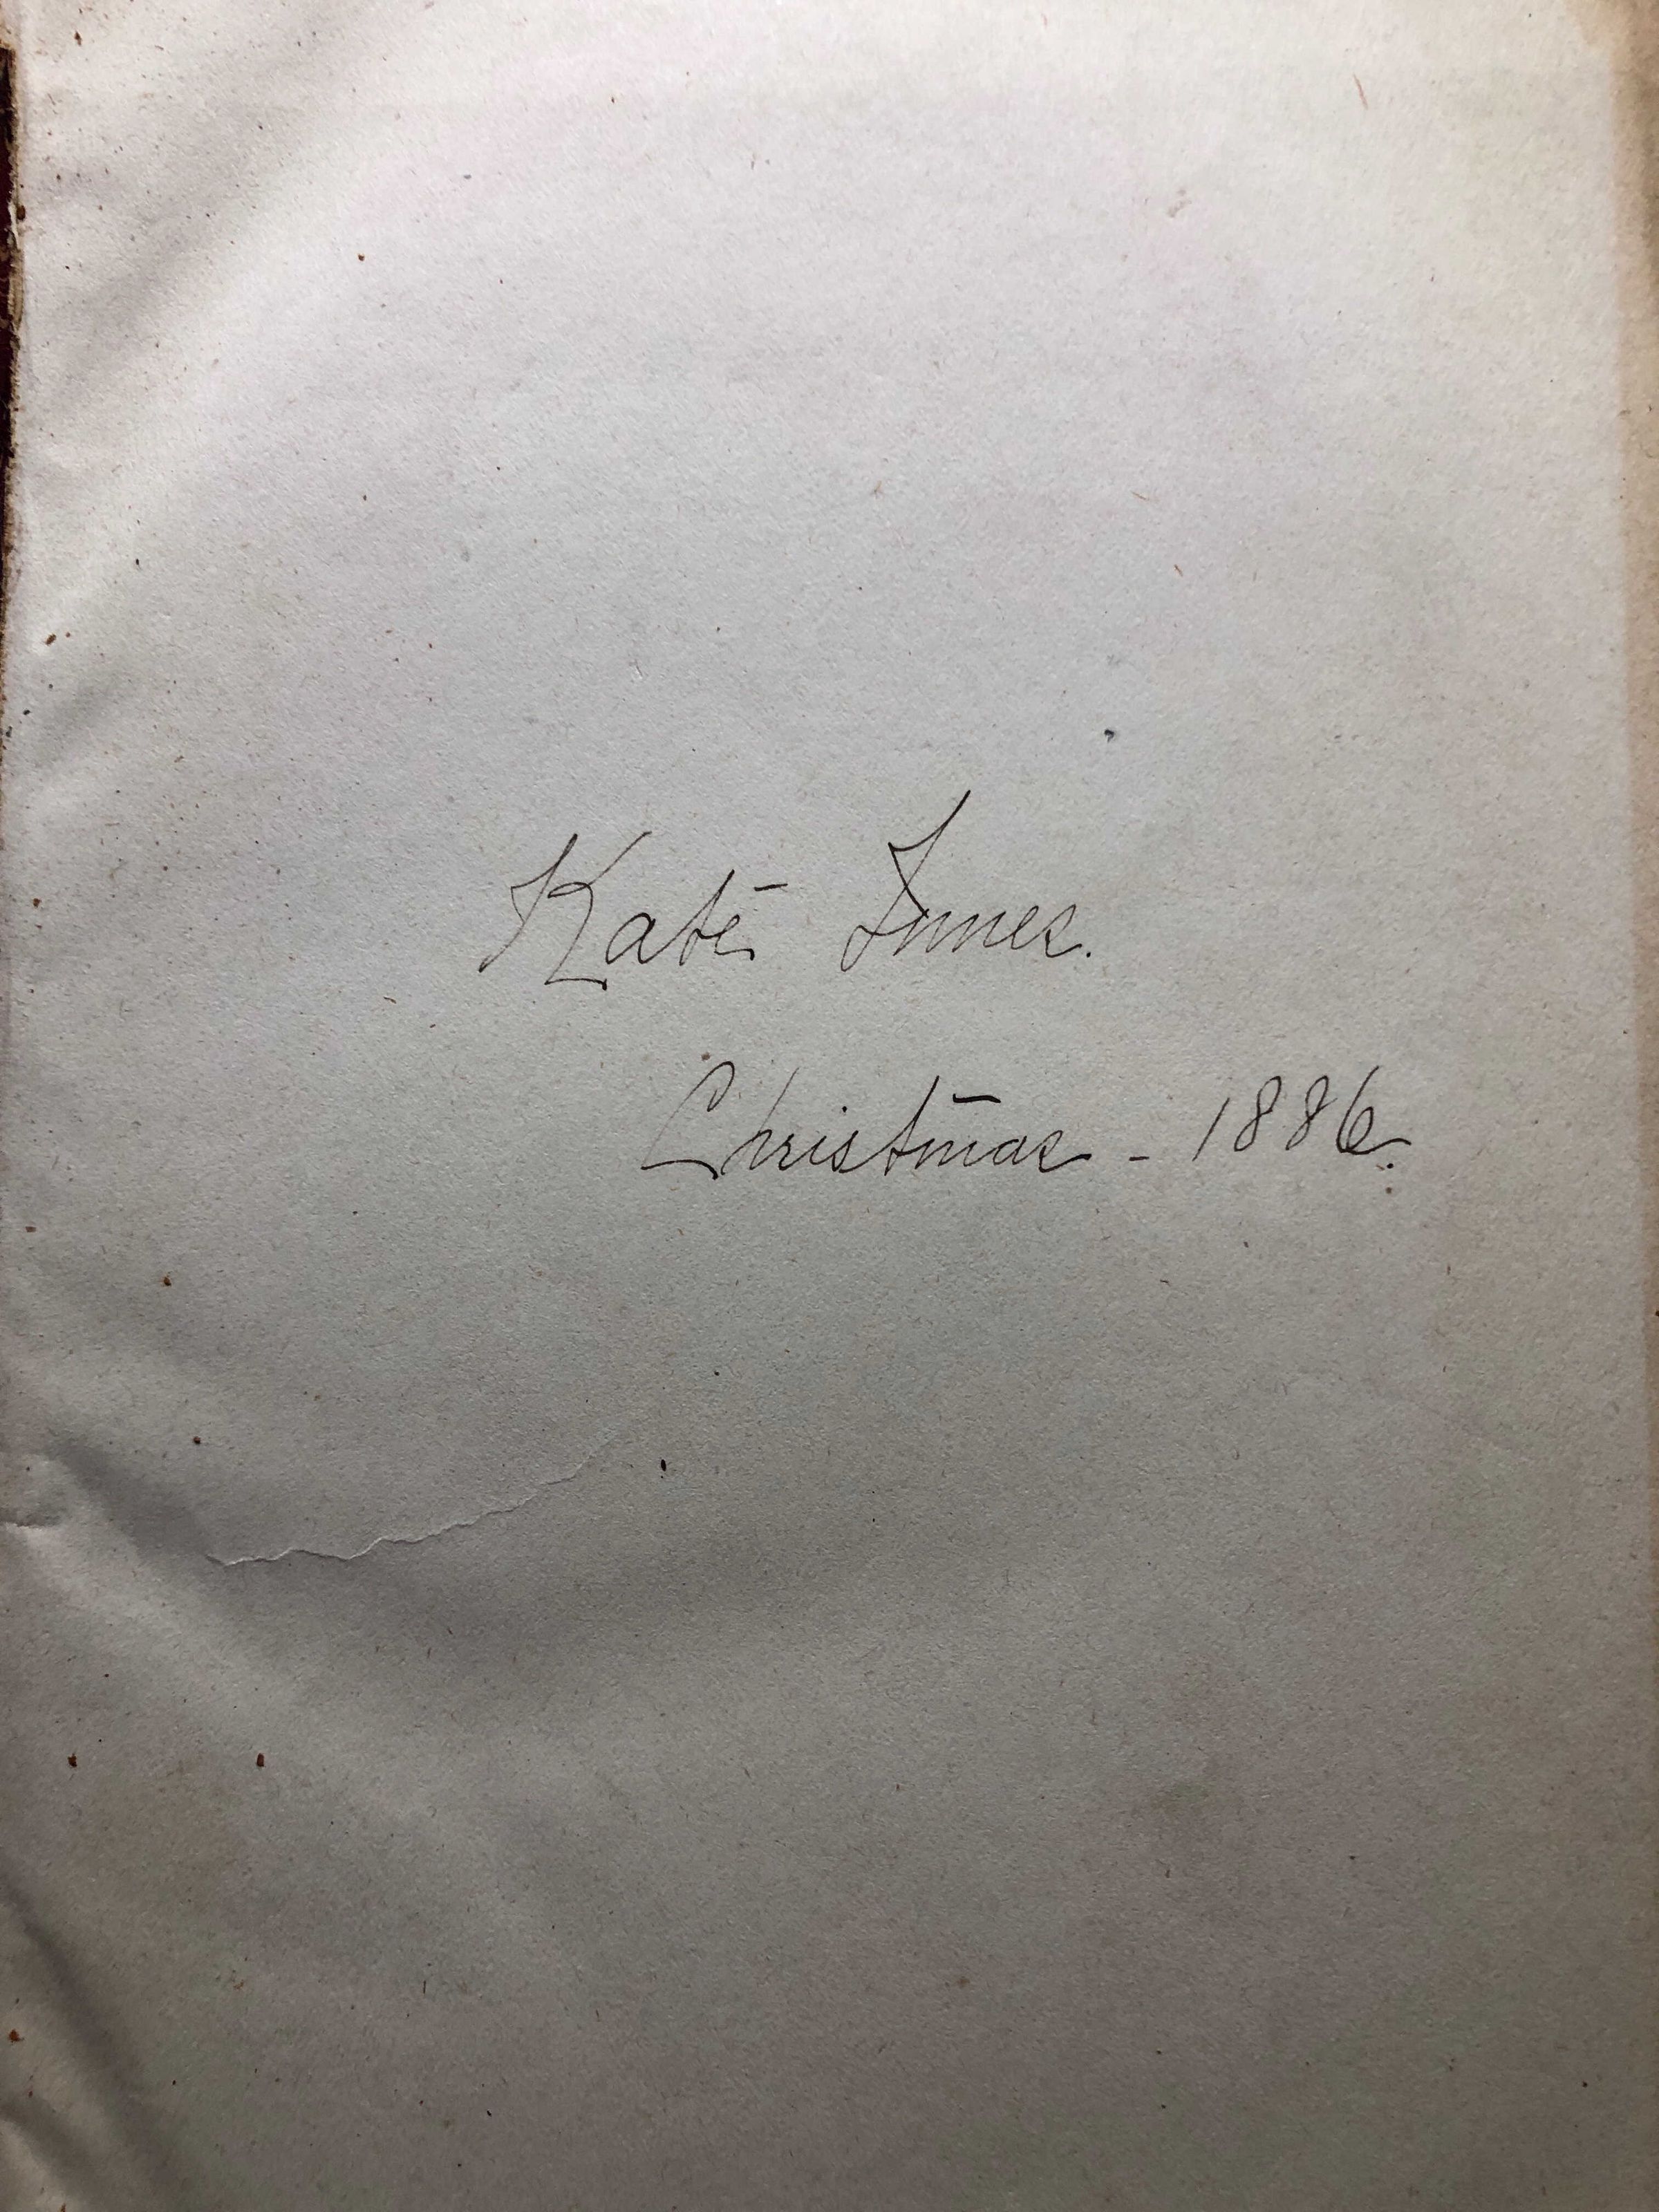 Kate Innes.
Christmas - 1886.